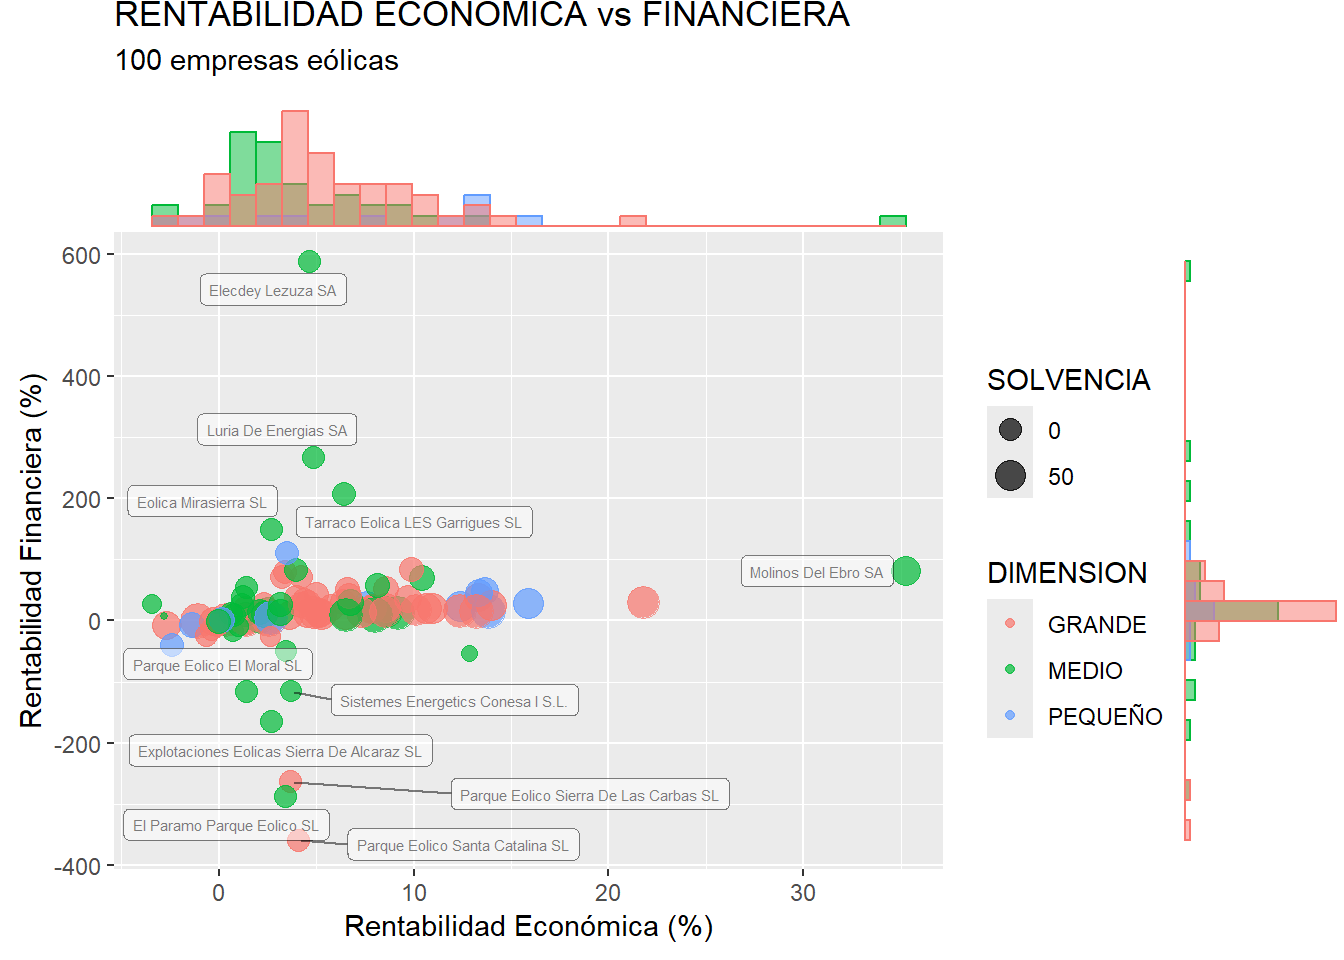 RENTABILIDAD ECONÓMICA vs FINANCIERA
100 empresas eólicas
Rentabilidad Financiera (%)
600
400
200
0
-200
-400
Elecdey Lezuza SA
Luria De Energias SA
Eolica Mirasierra SL
Tarraco Eolica LES Garrigues SL
Molinos Del Ebro SA
Parque Eolico El Moral SL
Sistemes Energetics Conesa I S.L.
Explotaciones Eolicas Sierra De Alcaraz SL
Parque Eolico Sierra De Las Carbas SL
El Paramo Parque Eolico SL
Parque Eolico Santa Catalina SL
0 10 20 30
Rentabilidad Económica (%)
SOLVENCIA
0
50
DIMENSION
GRANDE
MEDIO
PEQUEÑO